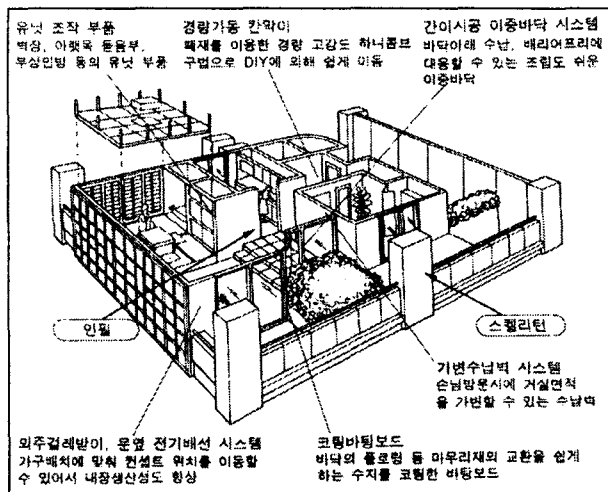 유닛 조작 부품
벽상, 아랫목 돋음부,
부상인방 등의 유닛 부품
경량가동 칸막이
폐재를 이용한 경량 고강도 하니콤브
구법으로 DIY에 의해 쉽게 이동
간이시공 이중바닥 시스템
바닥아래 수납, 배리어프리에
대응할 수 있는 조립도 쉬운
이중바닥
인필
스켈리턴
가변수납벽 시스템
손님방문시에 거실면적
을 가변할 수 있는 수납벽
외주걸레받이, 문옆 전기배선 시스템
가구배치에 맞춰 컨셉트 위치를 이동할
수 있어서 내장생산성도 향상
코팅바탕보드
바닥의 플로링 등 마무리재의 교환을 쉽게
하는 수지를 코팅한 바탕보드